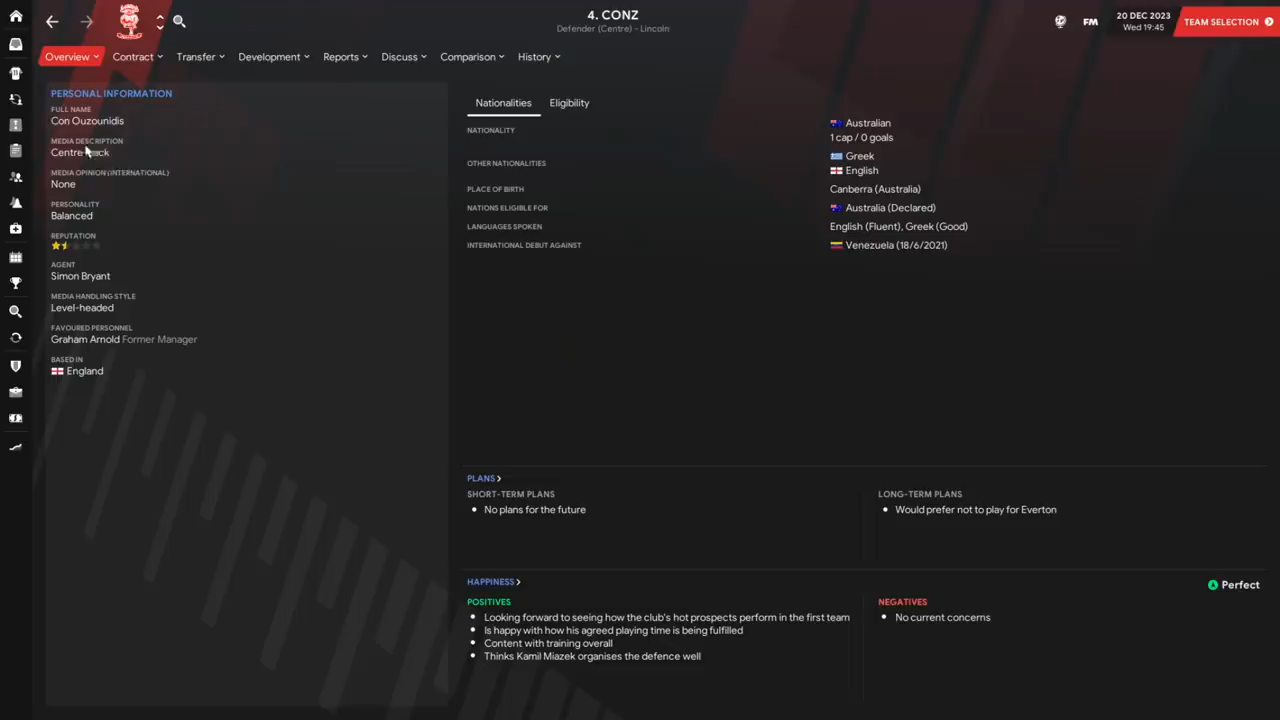 4. CONZ
Defender (Centre) - Lincoln
FM
20 DEC 2023
Wed 19:45
TEAM SELECTION
Overview
Contract
Transfer
Development
Reports
Discuss
Comparison
History
PERSONAL INFORMATION
FULL NAME
Con Ouzounidis
MEDIA DESCRIPTION
Centre-back
MEDIA OPINION (INTERNATIONAL)
None
PERSONALITY
Balanced
REPUTATION
AGENT
Simon Bryant
MEDIA HANDLING STYLE
Level-headed
FAVOURED PERSONNEL
Graham Arnold Former Manager
BASED IN
England
Nationalities
Eligibility
NATIONALITY
Australian
1 cap / 0 goals
OTHER NATIONALITIES
Greek
English
PLACE OF BIRTH
Canberra (Australia)
NATIONS ELIGIBLE FOR
Australia (Declared)
LANGUAGES SPOKEN
English (Fluent), Greek (Good)
INTERNATIONAL DEBUT AGAINST
Venezuela (18/6/2021)
PLANS
SHORT-TERM PLANS
• No plans for the future
LONG-TERM PLANS
• Would prefer not to play for Everton
HAPPINESS
Perfect
POSITIVES
• Looking forward to seeing how the club's hot prospects perform in the first team
• Is happy with how his agreed playing time is being fulfilled
• Content with training overall
• Thinks Kamil Miazek organises the defence well
NEGATIVES
• No current concerns